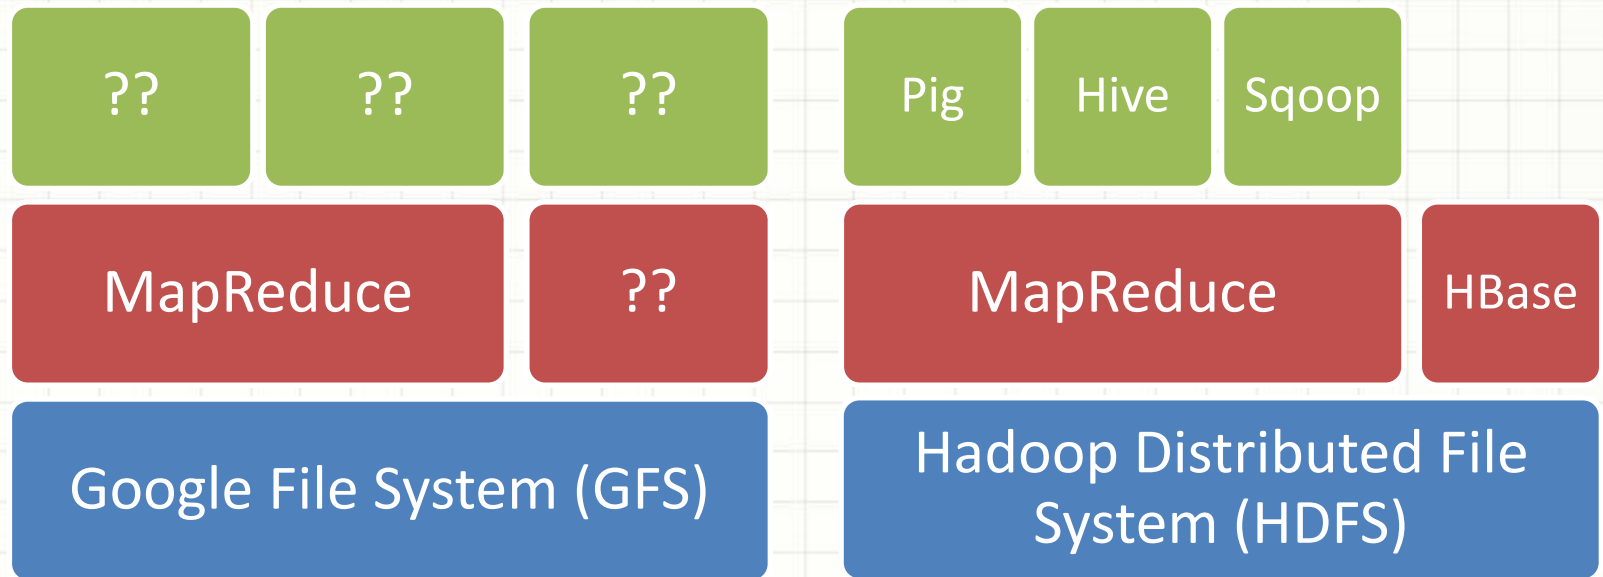 ??
??
??
Pig
Hive
Sqoop
MapReduce
??
MapReduce
HBase
Google File System (GFS)
Hadoop Distributed File
System (HDFS)